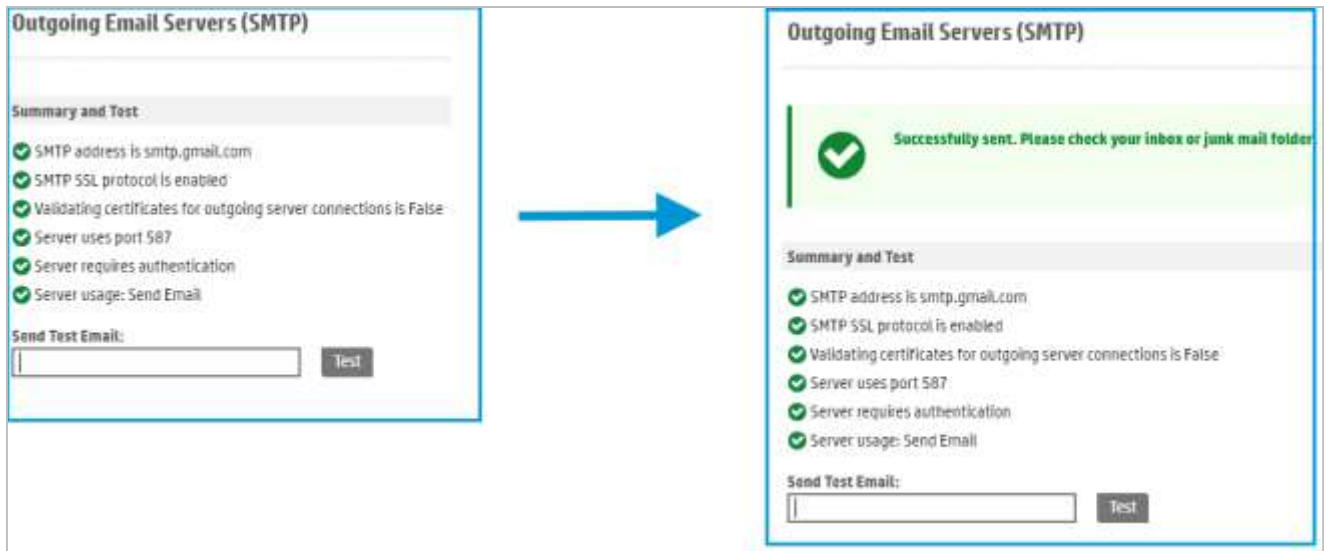 Outgoing Email Servers (SMTP)
Summary and Test
SMTP address is smtp.gmail.com
SMTP SSL protocol is enabled
Validating certificates for outgoing server connections is False
Server uses port 587
Server requires authentication
Server usage: Send Email
Send Test Email:
Test
Outgoing Email Servers (SMTP)
Successfully sent. Please check your inbox or junk mail folder.
Summary and Test
SMTP address is smtp.gmail.com
SMTP SSL protocol is enabled
Validating certificates for outgoing server connections is False
Server uses port 587
Server requires authentication
Server usage: Send Email
Send Test Email:
Test